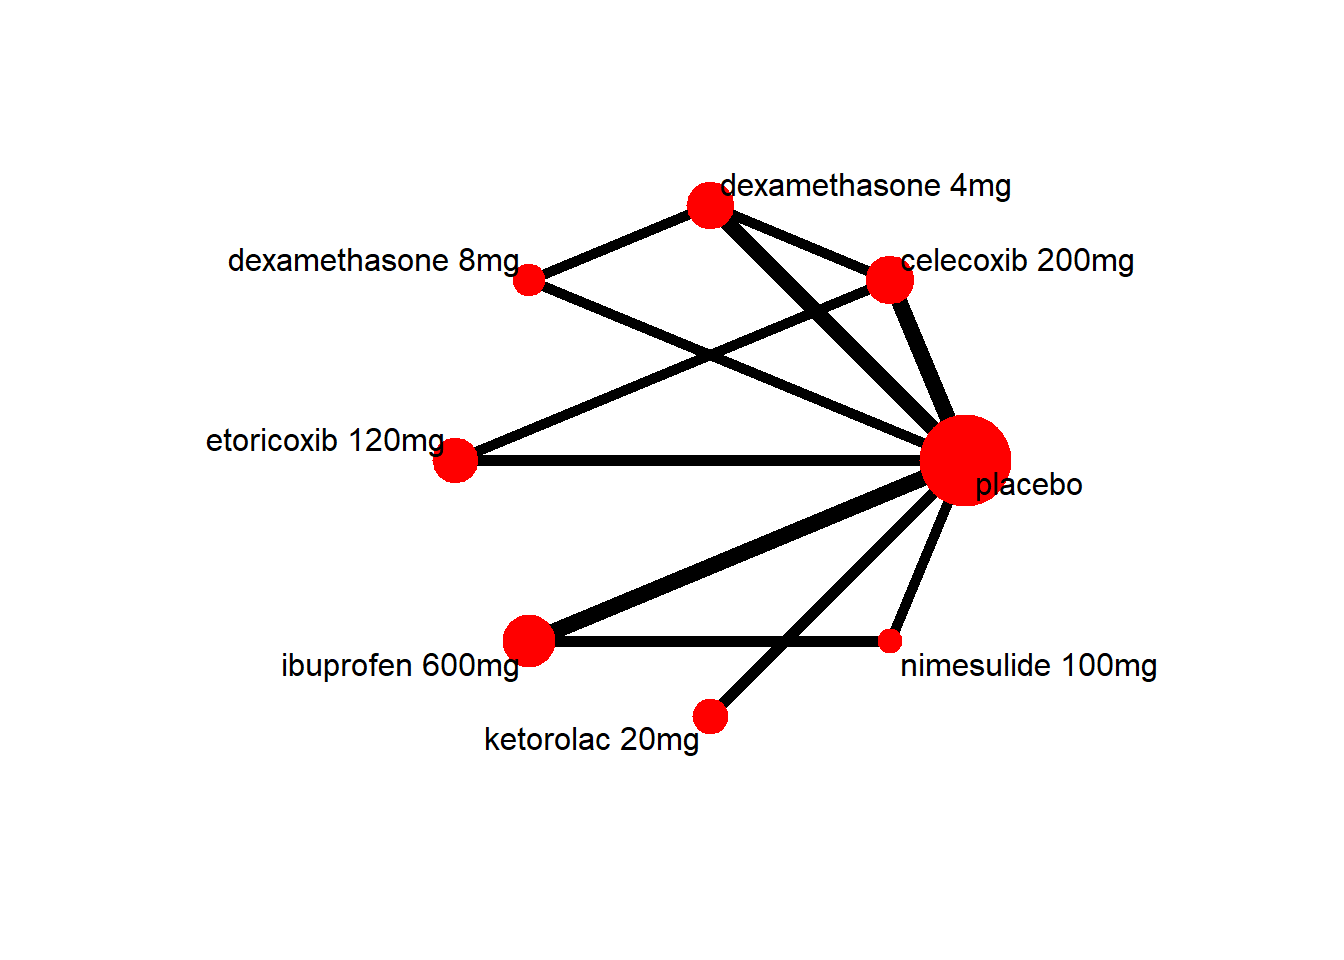 dexamethasone 4mg
dexamethasone 8mg
celecoxib 200mg
etoricoxib 120mg
placebo
ibuprofen 600mg
nimesulide 100mg
ketorolac 20mg